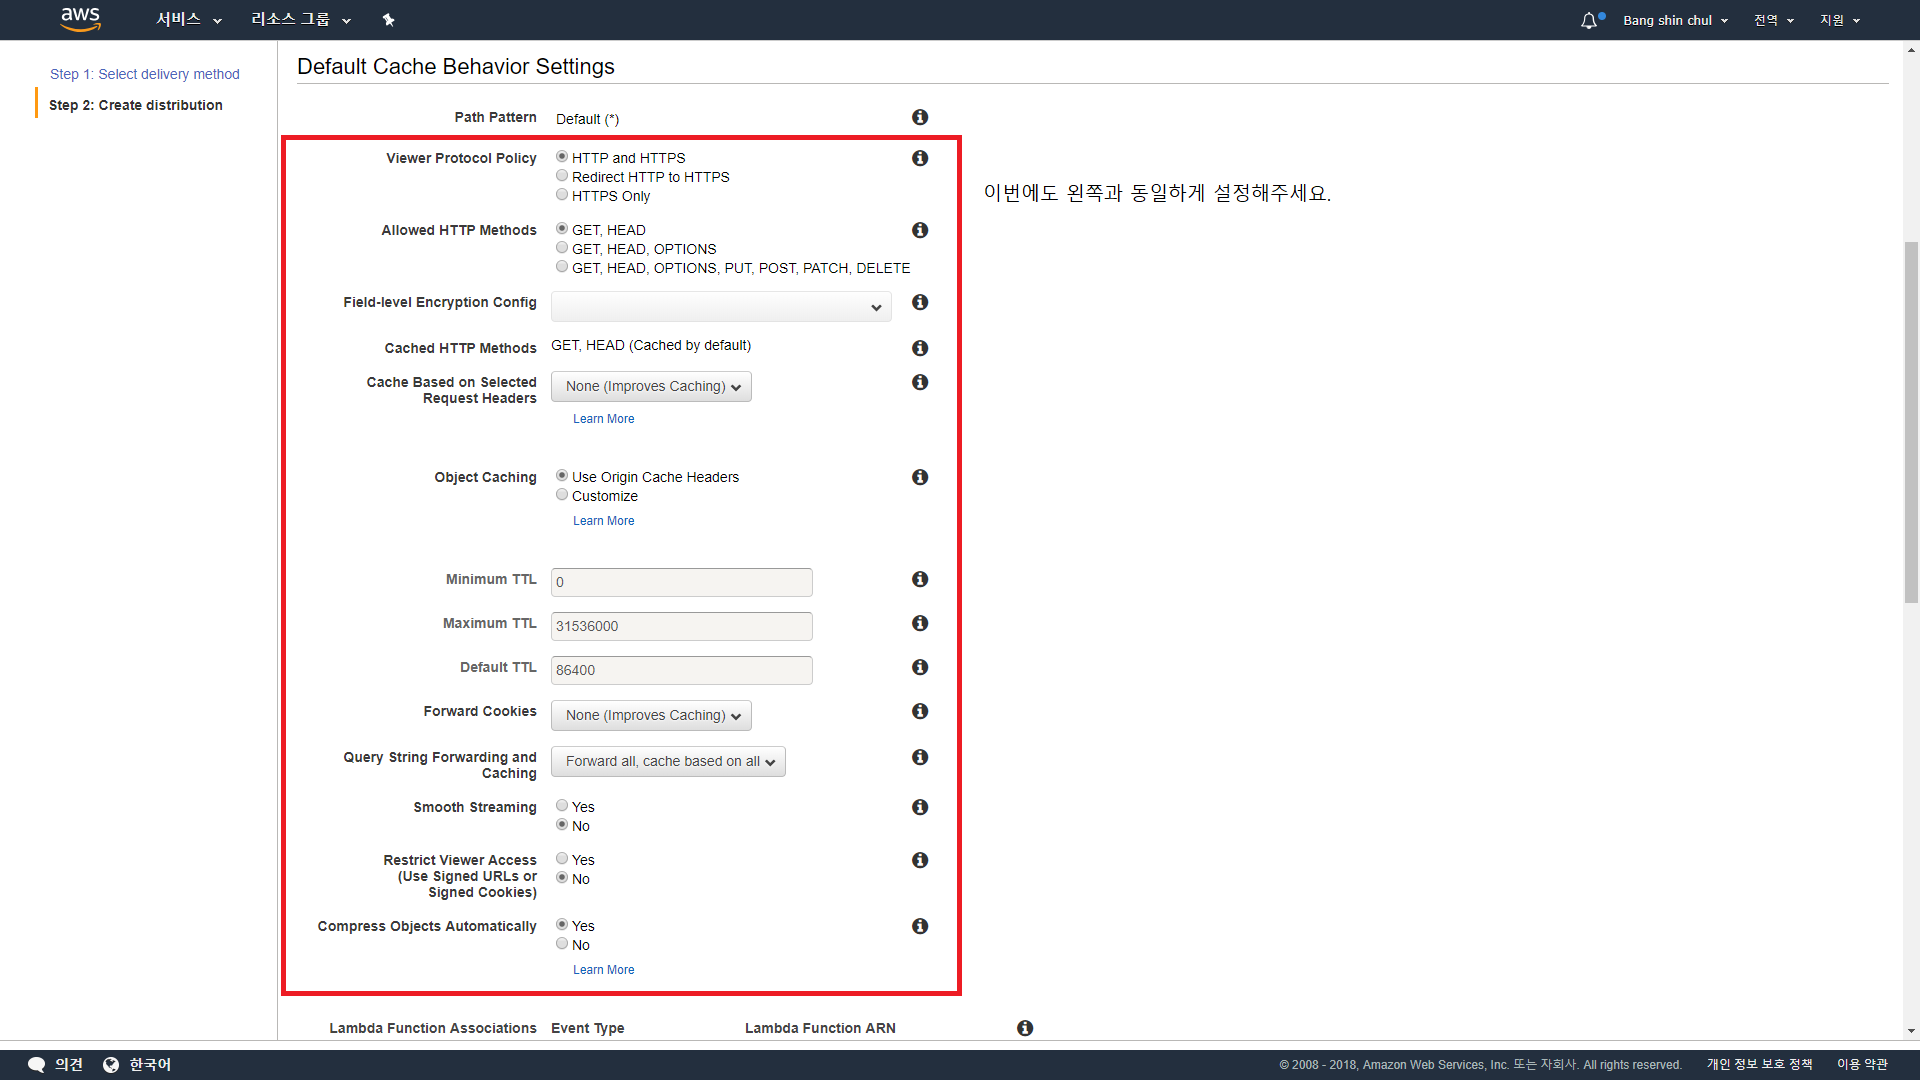 aws
서비스
리소스 그룹
Bang shin chul
전역
지원
Step 1: Select delivery method
Step 2: Create distribution
Default Cache Behavior Settings
Path Pattern
Default (*)
Viewer Protocol Policy
HTTP and HTTPS
Redirect HTTP to HTTPS
HTTPS Only
이번에도 왼쪽과 동일하게 설정해주세요.
Allowed HTTP Methods
GET, HEAD
GET, HEAD, OPTIONS
GET, HEAD, OPTIONS, PUT, POST, PATCH, DELETE
Field-level Encryption Config
Cached HTTP Methods
GET, HEAD (Cached by default)
Cache Based on Selected
Request Headers
None (Improves Caching)
Learn More
Object Caching
Use Origin Cache Headers
Customize
Learn More
Minimum TTL
0
Maximum TTL
31536000
Default TTL
86400
Forward Cookies
None (Improves Caching)
Query String Forwarding and
Caching
Forward all, cache based on all
Smooth Streaming
Yes
No
Restrict Viewer Access
(Use Signed URLs or
Signed Cookies)
Yes
No
Compress Objects Automatically
Yes
No
Learn More
Lambda Function Associations
Event Type
Lambda Function ARN
의견
한국어
© 2008 - 2018, Amazon Web Services, Inc. 또는 자회사. All rights reserved.
개인 정보 보호 정책
이용 약관